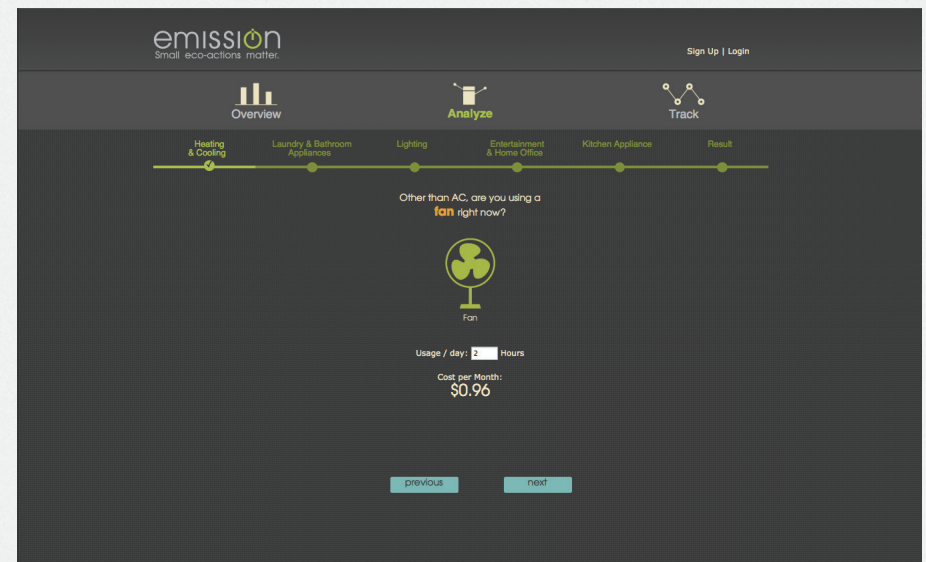 emission
Small eco-actions matter.
Sign Up | Login
Overview
Analyze
Track
Heating
& Cooling
Laundry & Bathroom
Appliances
Lighting
Entertainment
& Home Office
Kitchen Appliance
Result
Other than AC, are you using a
fan right now?
Fan
Usage / day: 2 Hours
Cost per Month:
$0.96
previous
next